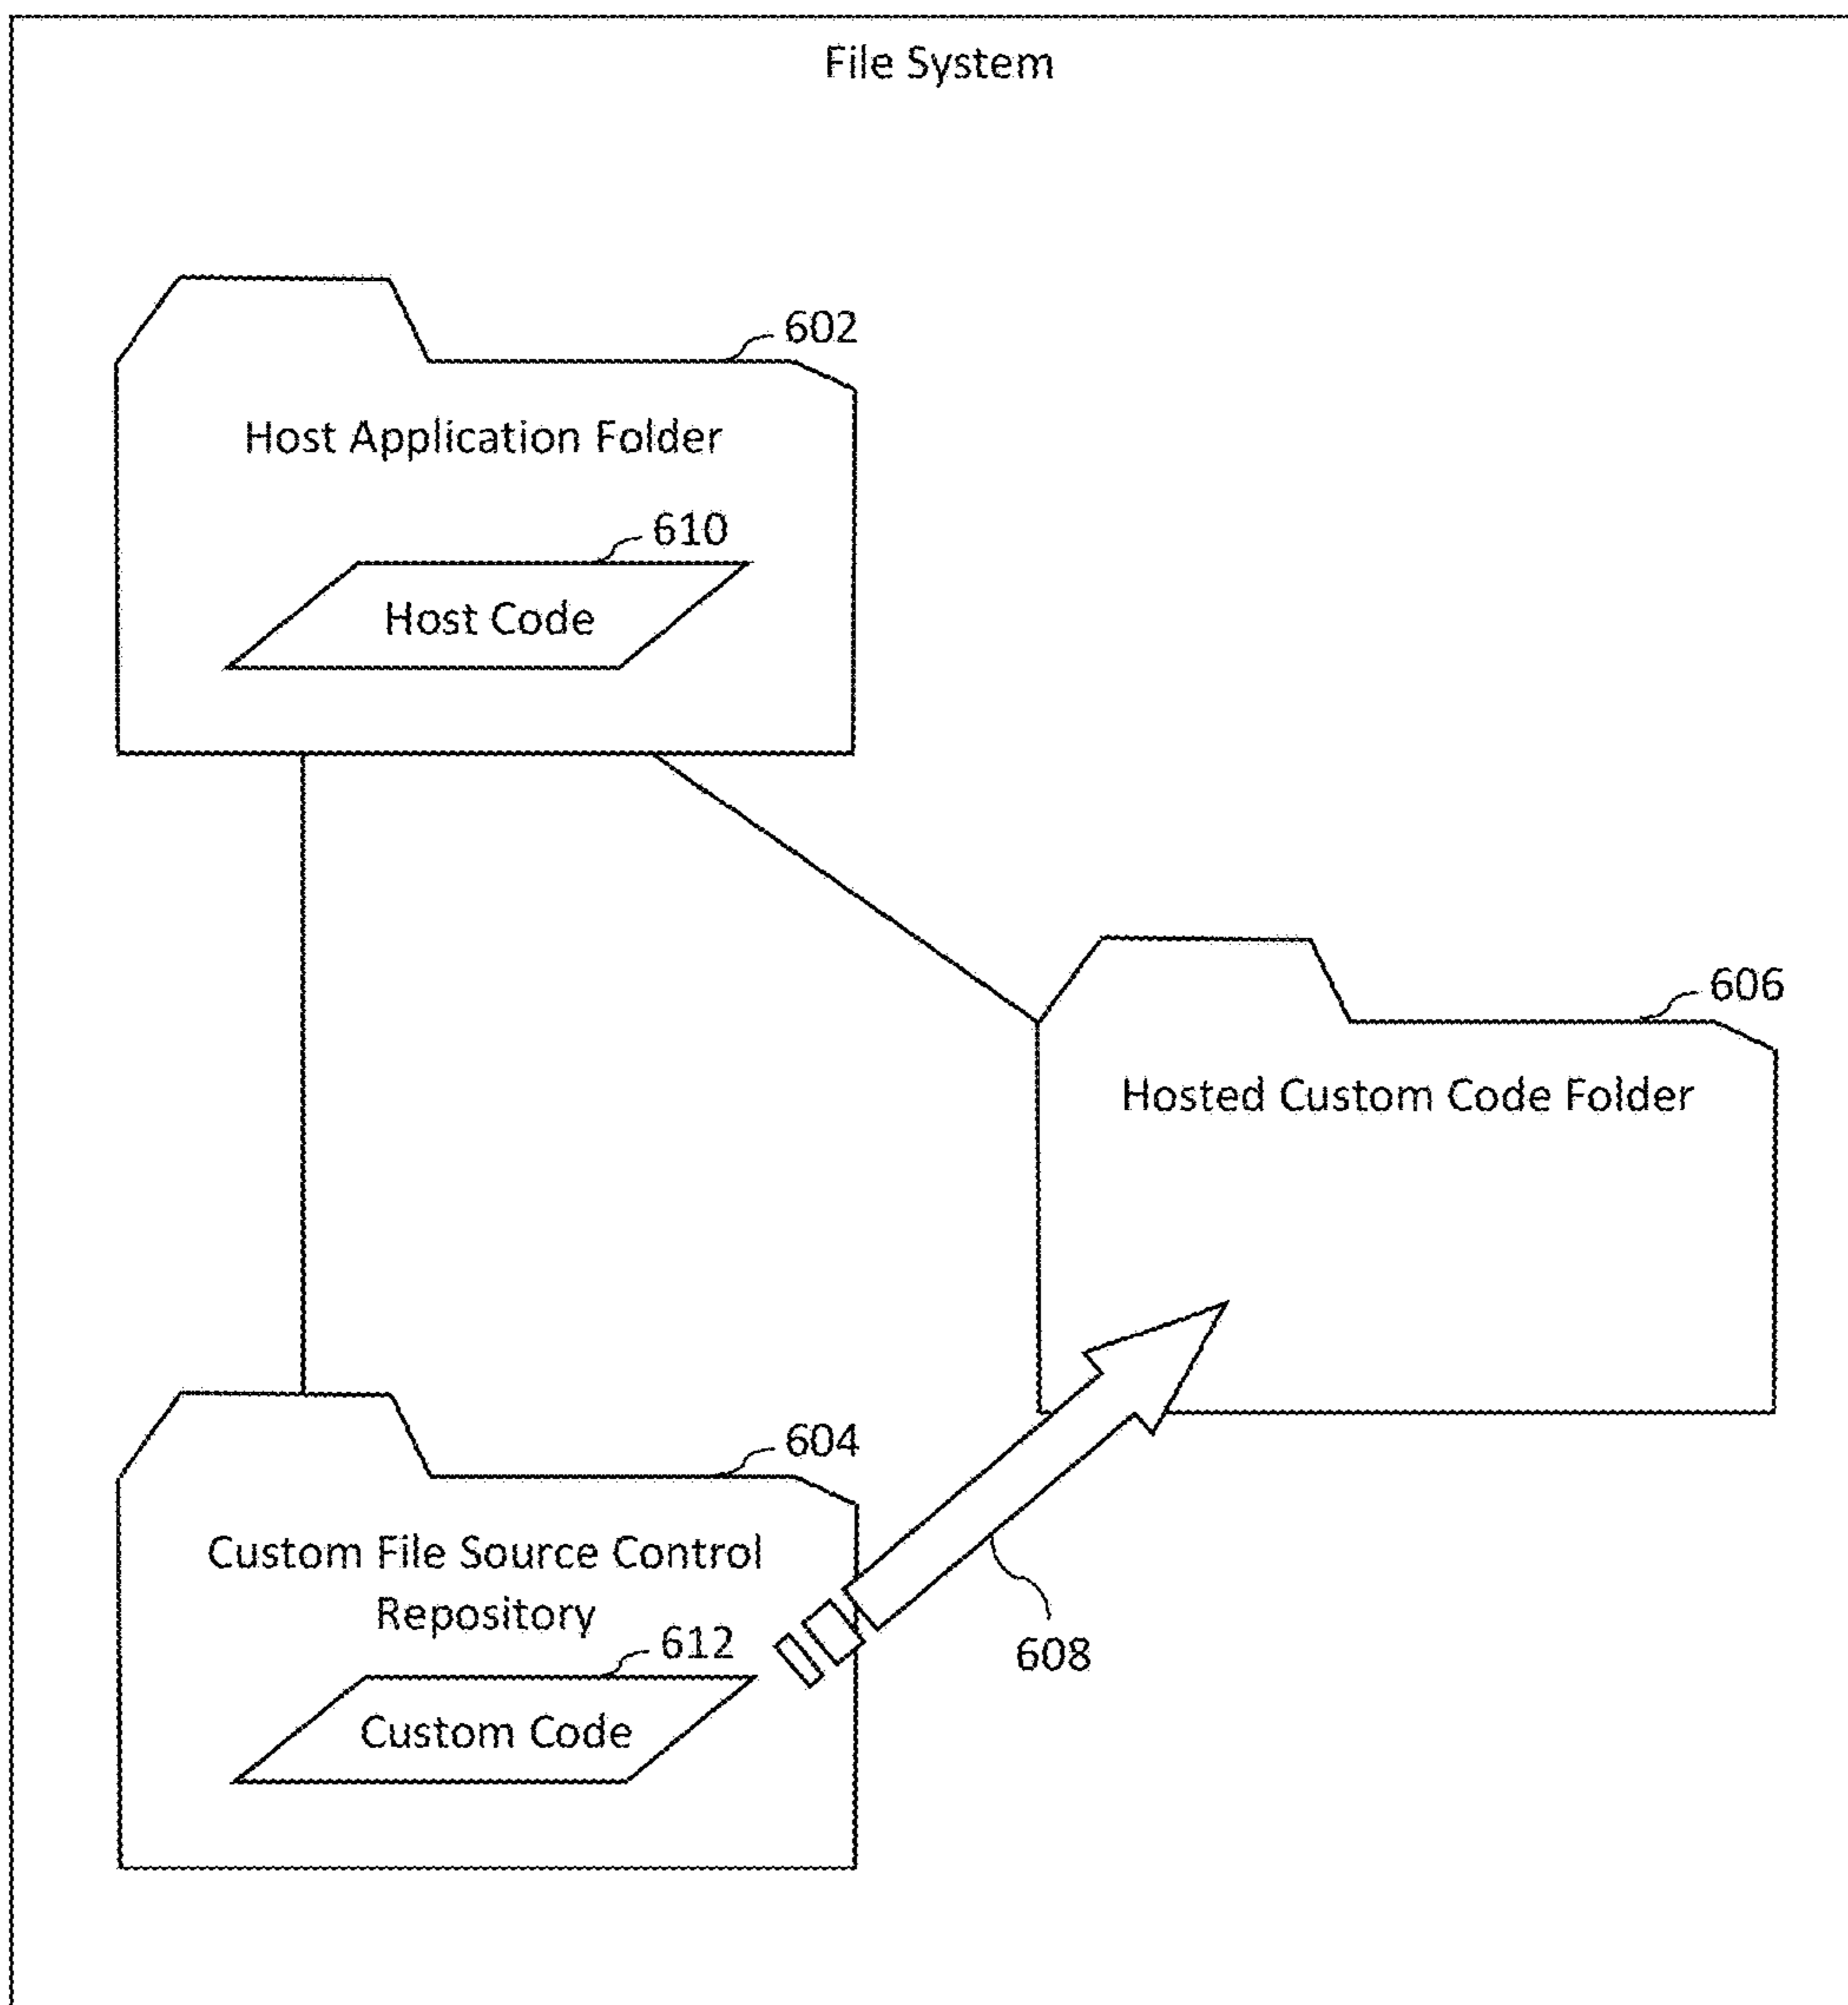 File System
602
Host Application Folder
610
Host Code
606
Hosted Custom Code Folder
604
Custom File Source Control
Repository
612
608
Custom Code